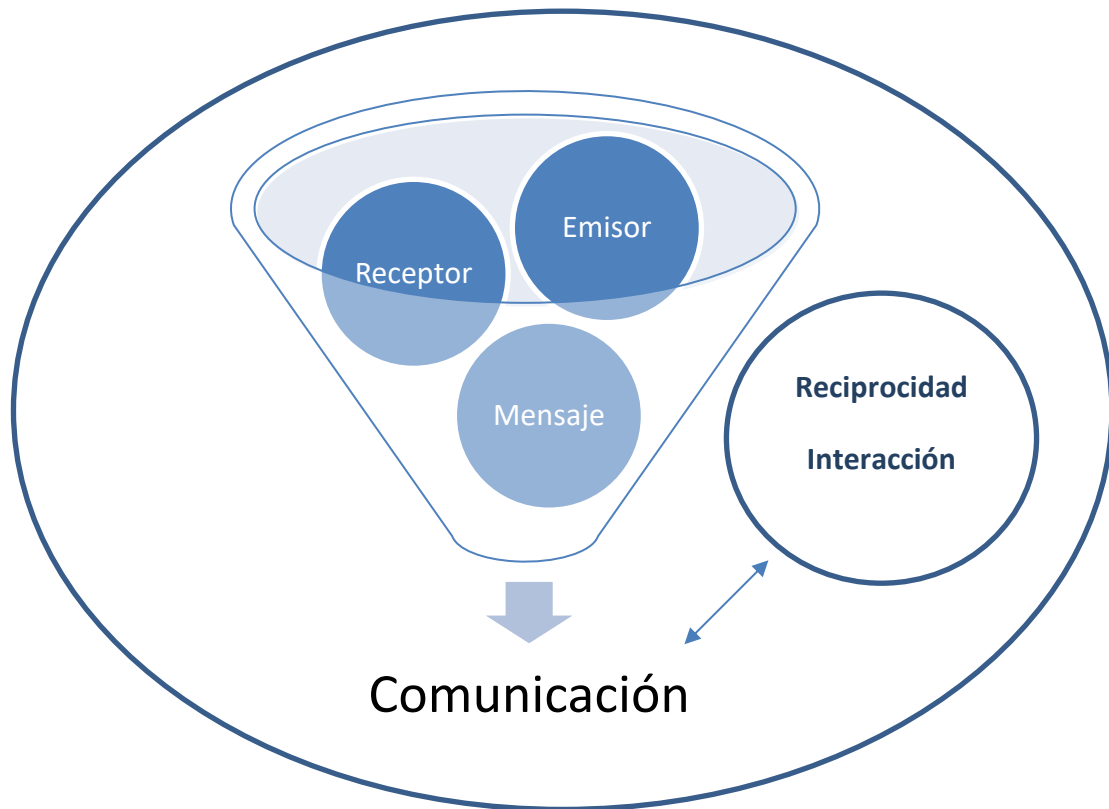 Emisor
Receptor
Mensaje
Reciprocidad
Interacción
Comunicación